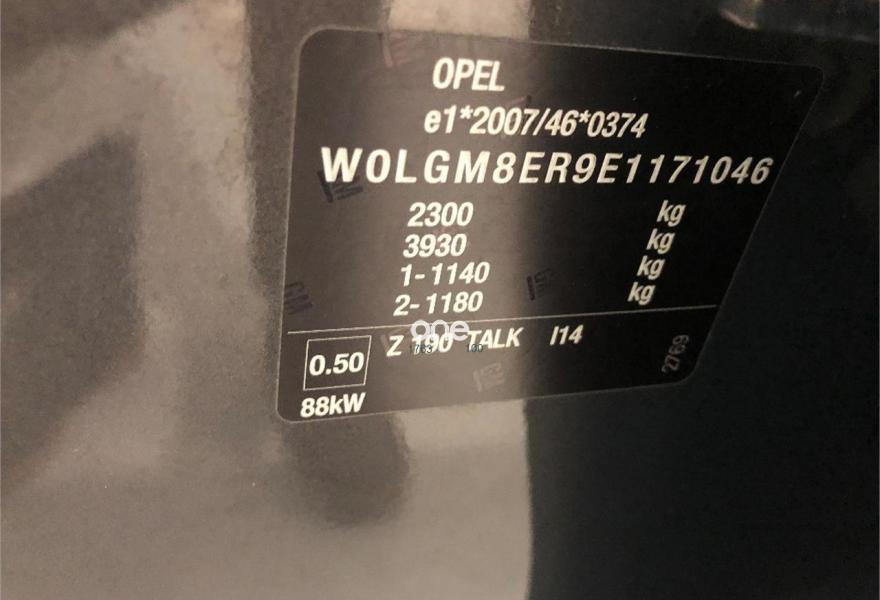 OPEL
e1*2007/46*0374
W0LGM8ER9E1171046
2300 kg
3930 kg
1-1140 kg
2-1180 kg
0.50 Z 190 TALK I14
one
2769
88kW